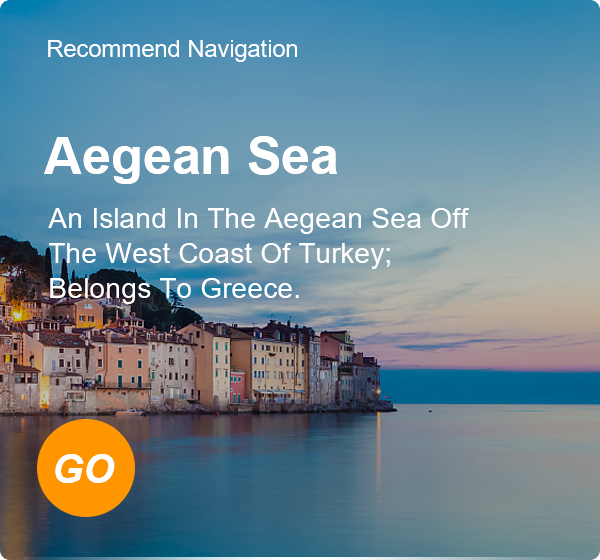 Recommend Navigation
Aegean Sea
An Island In The Aegean Sea Off
The West Coast Of Turkey;
Belongs To Greece.
GO